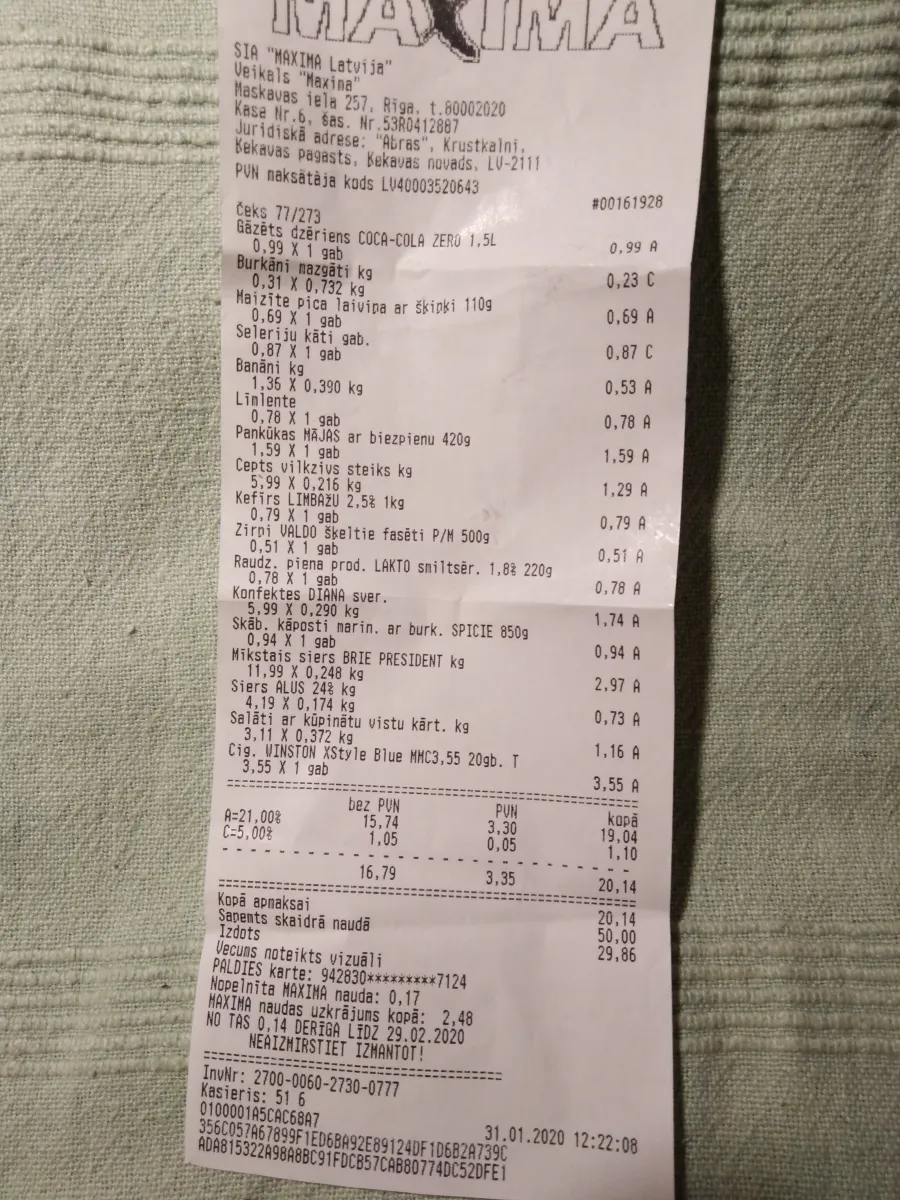 MAXIMA
SIA "MAXIMA Latvija"
Veikals "Maxima"
Maskavas iela 257, Rīga, t.80002020
Kase Nr.6, šas. Nr.53R0412887
Juridiskā adrese: "Abras", Krustkalni,
Ķekavas pagasts, Ķekavas novads, LV-2111
PVN maksātāja kods LV40003520643
#00161928
Čeks 77/273
Gāzēts dzēriens COCA-COLA ZERO 1,5L
0,99 X 1 gab 0,99 A
Burkāni mazgāti kg
0,31 X 0,732 kg 0,23 C
Maizīte pica laiviņa ar šķiņķi 110g
0,69 X 1 gab 0,69 A
Seleriju kāti gab.
0,87 X 1 gab 0,87 C
Banāni kg
1,36 X 0,390 kg 0,53 A
Līmlente
0,78 X 1 gab 0,78 A
Pankūkas MĀJAS ar biezpienu 420g
1,59 X 1 gab 1,59 A
Cepts vilkzivs steiks kg
5,99 X 0,216 kg 1,29 A
Kefīrs LIMBAŽU 2,5% 1kg
0,79 X 1 gab 0,79 A
Zirņi VALDO šķeltie fasēti P/M 500g
0,51 X 1 gab 0,51 A
Raudz. piena prod. LAKTO smiltsēr. 1,8% 220g
0,78 X 1 gab 0,78 A
Konfektes DIANA sver.
5,99 X 0,290 kg 1,74 A
Skāb. kāposti marin. ar burk. SPICIE 850g
0,94 X 1 gab 0,94 A
Mīkstais siers BRIE PRESIDENT kg
11,99 X 0,248 kg 2,97 A
Siers ALUS 24% kg
4,19 X 0,174 kg 0,73 A
Salāti ar kūpinātu vistu kārt. kg
3,11 X 0,372 kg 1,16 A
Cig. WINSTON XStyle Blue MMC3,55 20gb. T
3,55 X 1 gab 3,55 A
bez PVN PVN kopā
A=21,00% 15,74 3,30 19,04
C=5,00% 1,05 0,05 1,10
16,79 3,35 20,14
Kopā apmaksai 20,14
Saņemts skaidrā naudā 50,00
Izdots 29,86
Vecums noteikts vizuāli
PALDIES karte: 942830*********7124
Nopelnīta MAXIMA nauda: 0,17
MAXIMA naudas uzkrājums kopā: 2,48
NO TAS 0,14 DERĪGA LĪDZ 29.02.2020
NEAIZMIRSTIET IZMANTOT!
InvNr: 2700-0060-2730-0777
Kasieris: 51 6
31.01.2020 12:22:08
0100001A5CAC68A7
356C057A67899F1ED6BA92E89124DF1D6B2A739C
ADA815322A98A8BC91FDCB57CAB80774DC52DFE1